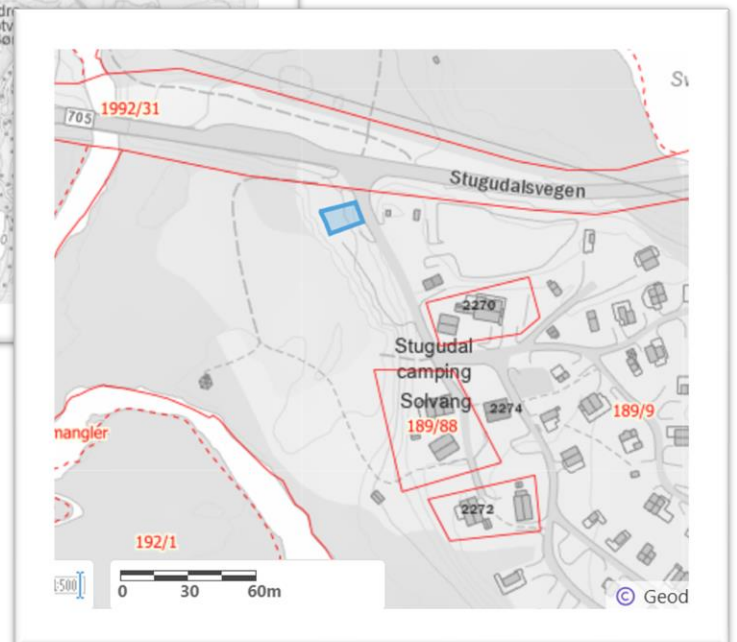 1992/31
705
Stugudalsvegen
2270
Stugudal
camping
Solvang
2274
189/9
189/88
mangler
2272
192/1
0 30 60m
© Geod